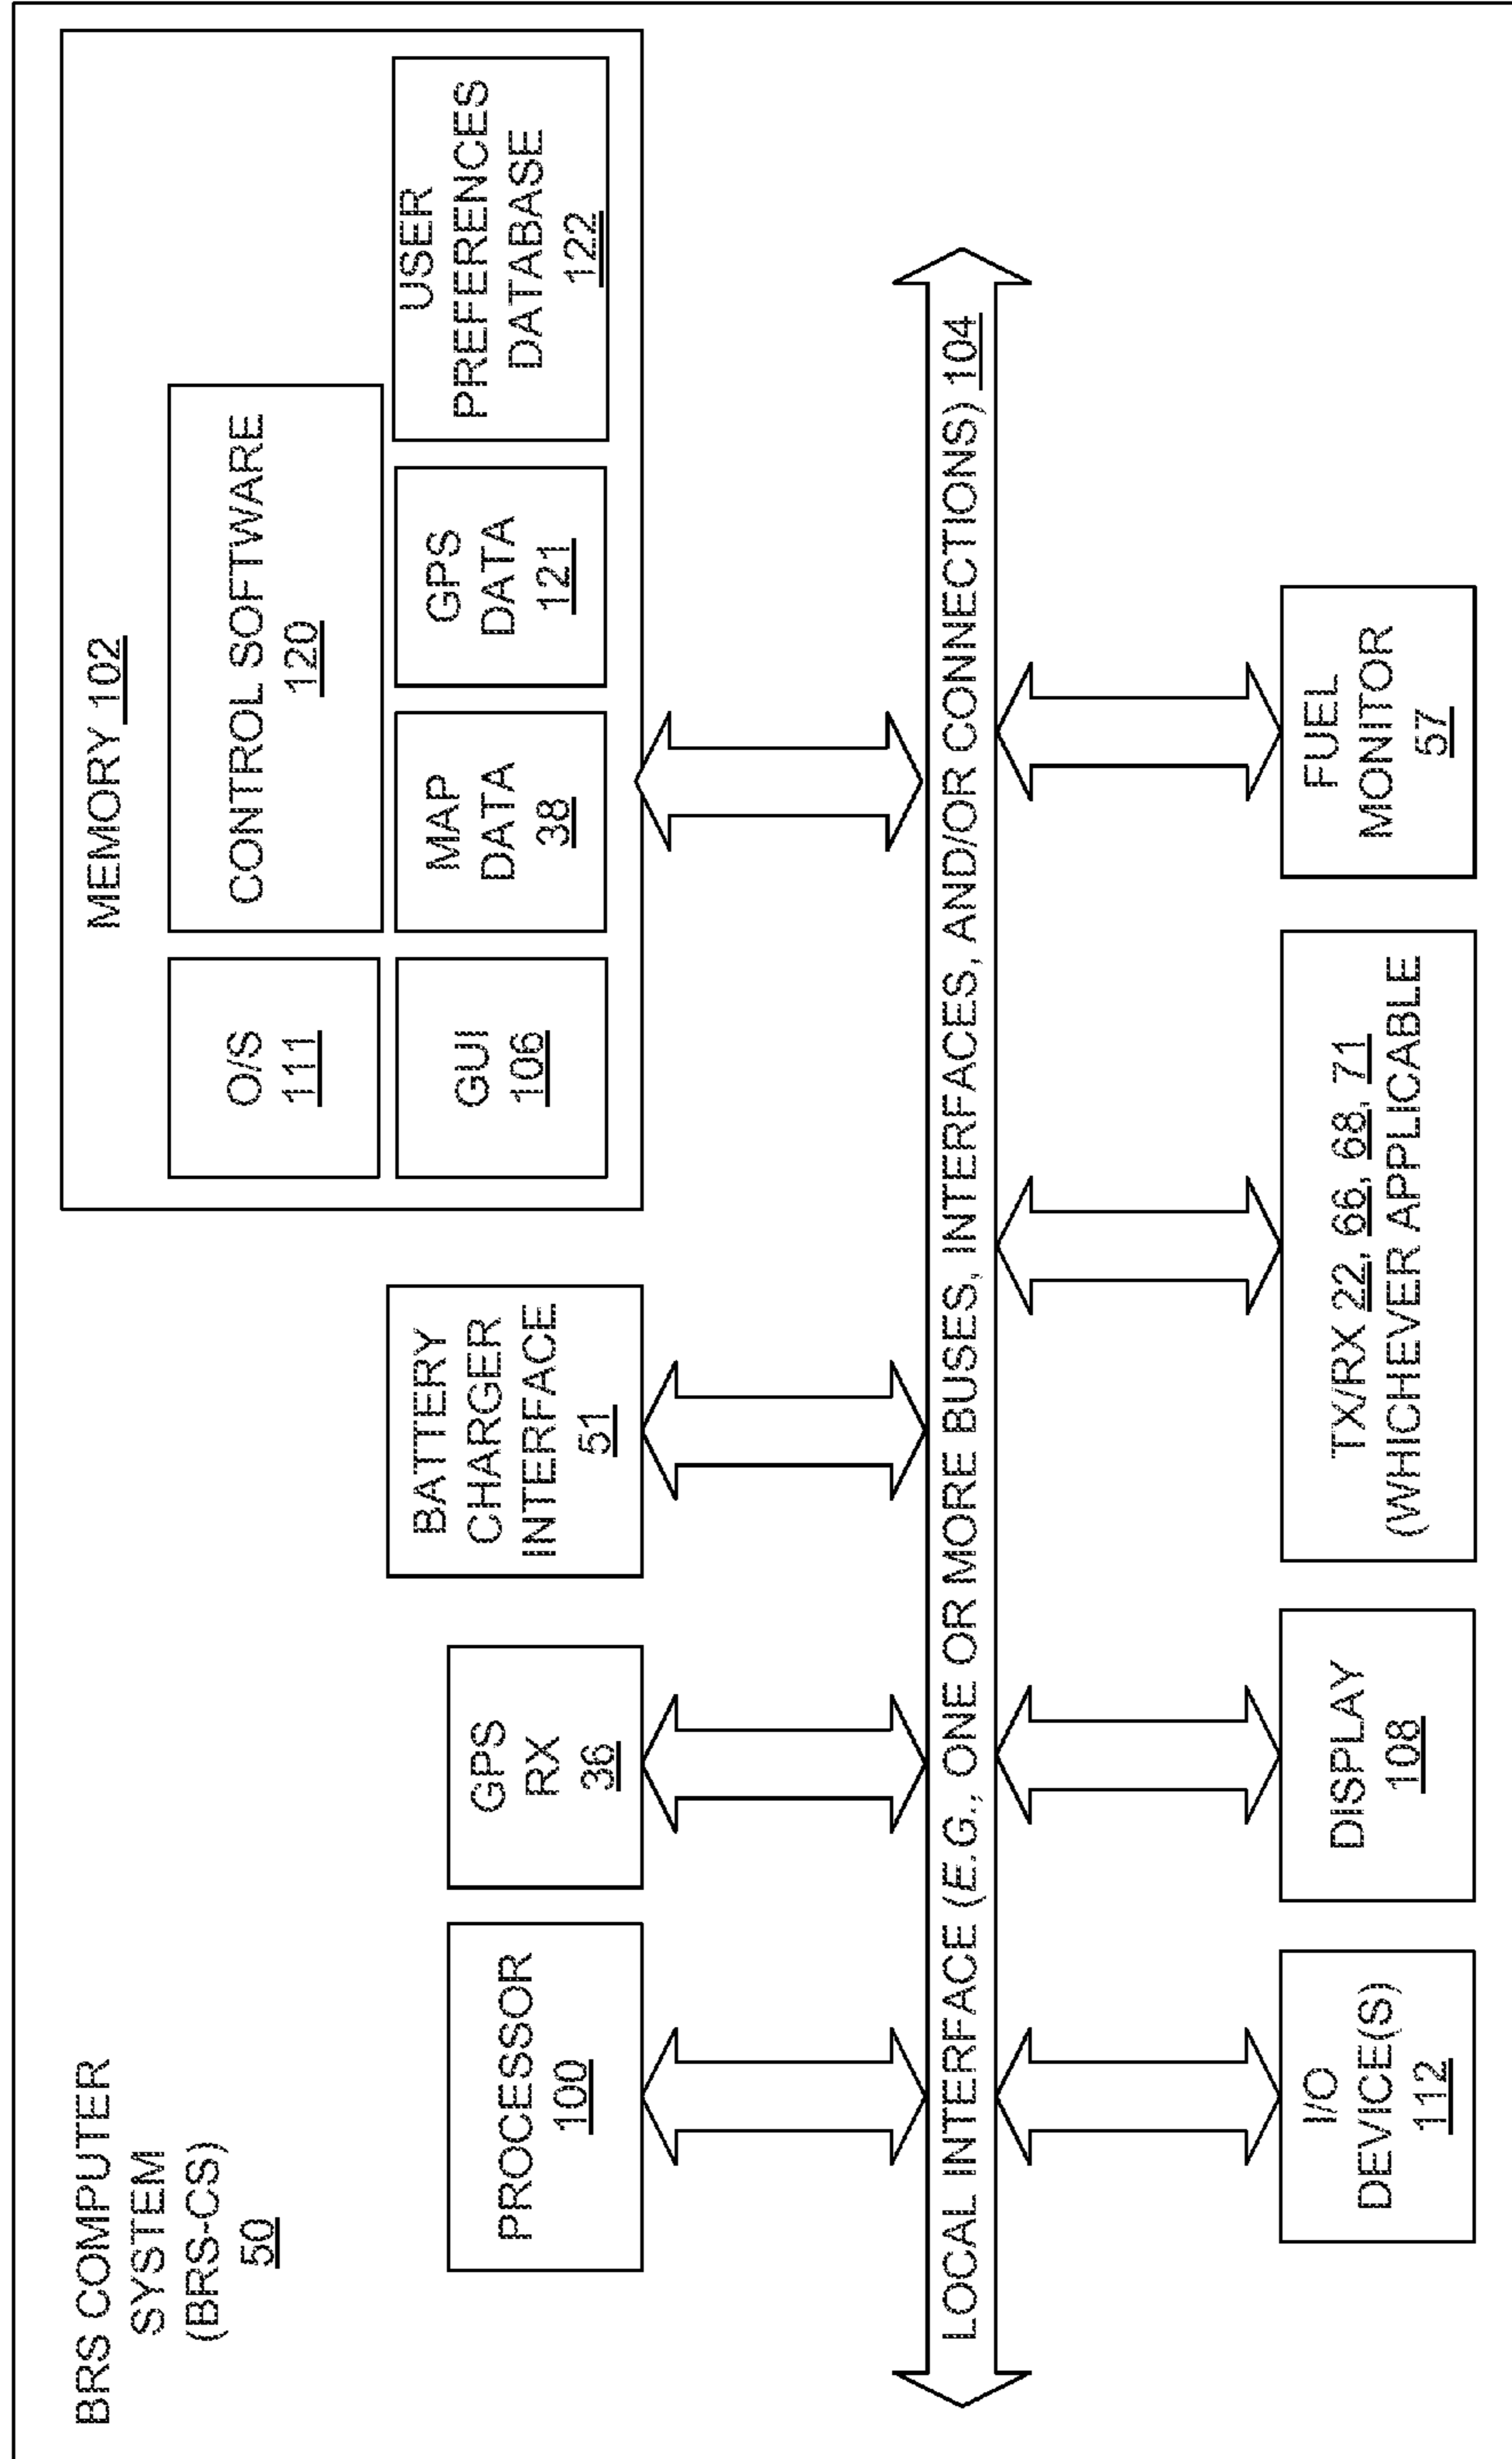 BRS COMPUTER
SYSTEM
(BRS-CS)
50
PROCESSOR
100
GPS
RX
36
BATTERY
CHARGER
INTERFACE
51
MEMORY 102
O/S
111
CONTROL SOFTWARE
120
GUI
106
MAP
DATA
38
GPS
DATA
121
USER
PREFERENCES
DATABASE
122
LOCAL INTERFACE (E.G., ONE OR MORE BUSES, INTERFACES, AND/OR CONNECTIONS) 104
I/O
DEVICE(S)
112
DISPLAY
108
TX/RX 22, 66, 68, 71
(WHICHEVER APPLICABLE
FUEL
MONITOR
57